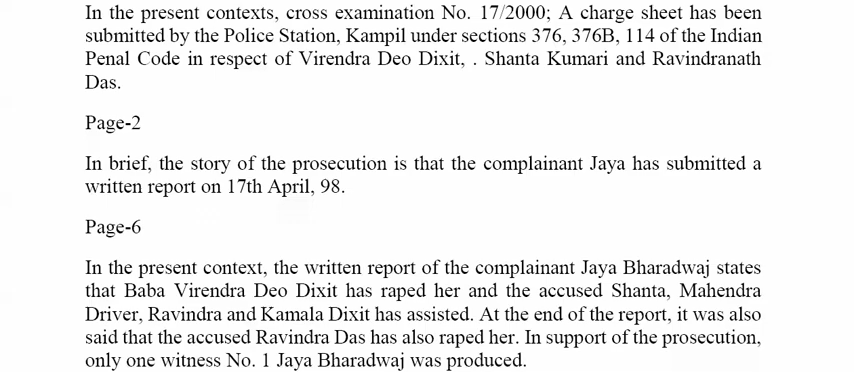 In the present contexts, cross examination No. 17/2000; A charge sheet has been
submitted by the Police Station, Kampil under sections 376, 376B, 114 of the Indian
Penal Code in respect of Virendra Deo Dixit, . Shanta Kumari and Ravindranath
Das.
Page-2
In brief, the story of the prosecution is that the complainant Jaya has submitted a
written report on 17th April, 98.
Page-6
In the present context, the written report of the complainant Jaya Bharadwaj states
that Baba Virendra Deo Dixit has raped her and the accused Shanta, Mahendra
Driver, Ravindra and Kamala Dixit has assisted. At the end of the report, it was also
said that the accused Ravindra Das has also raped her. In support of the prosecution,
only one witness No. 1 Jaya Bharadwaj was produced.